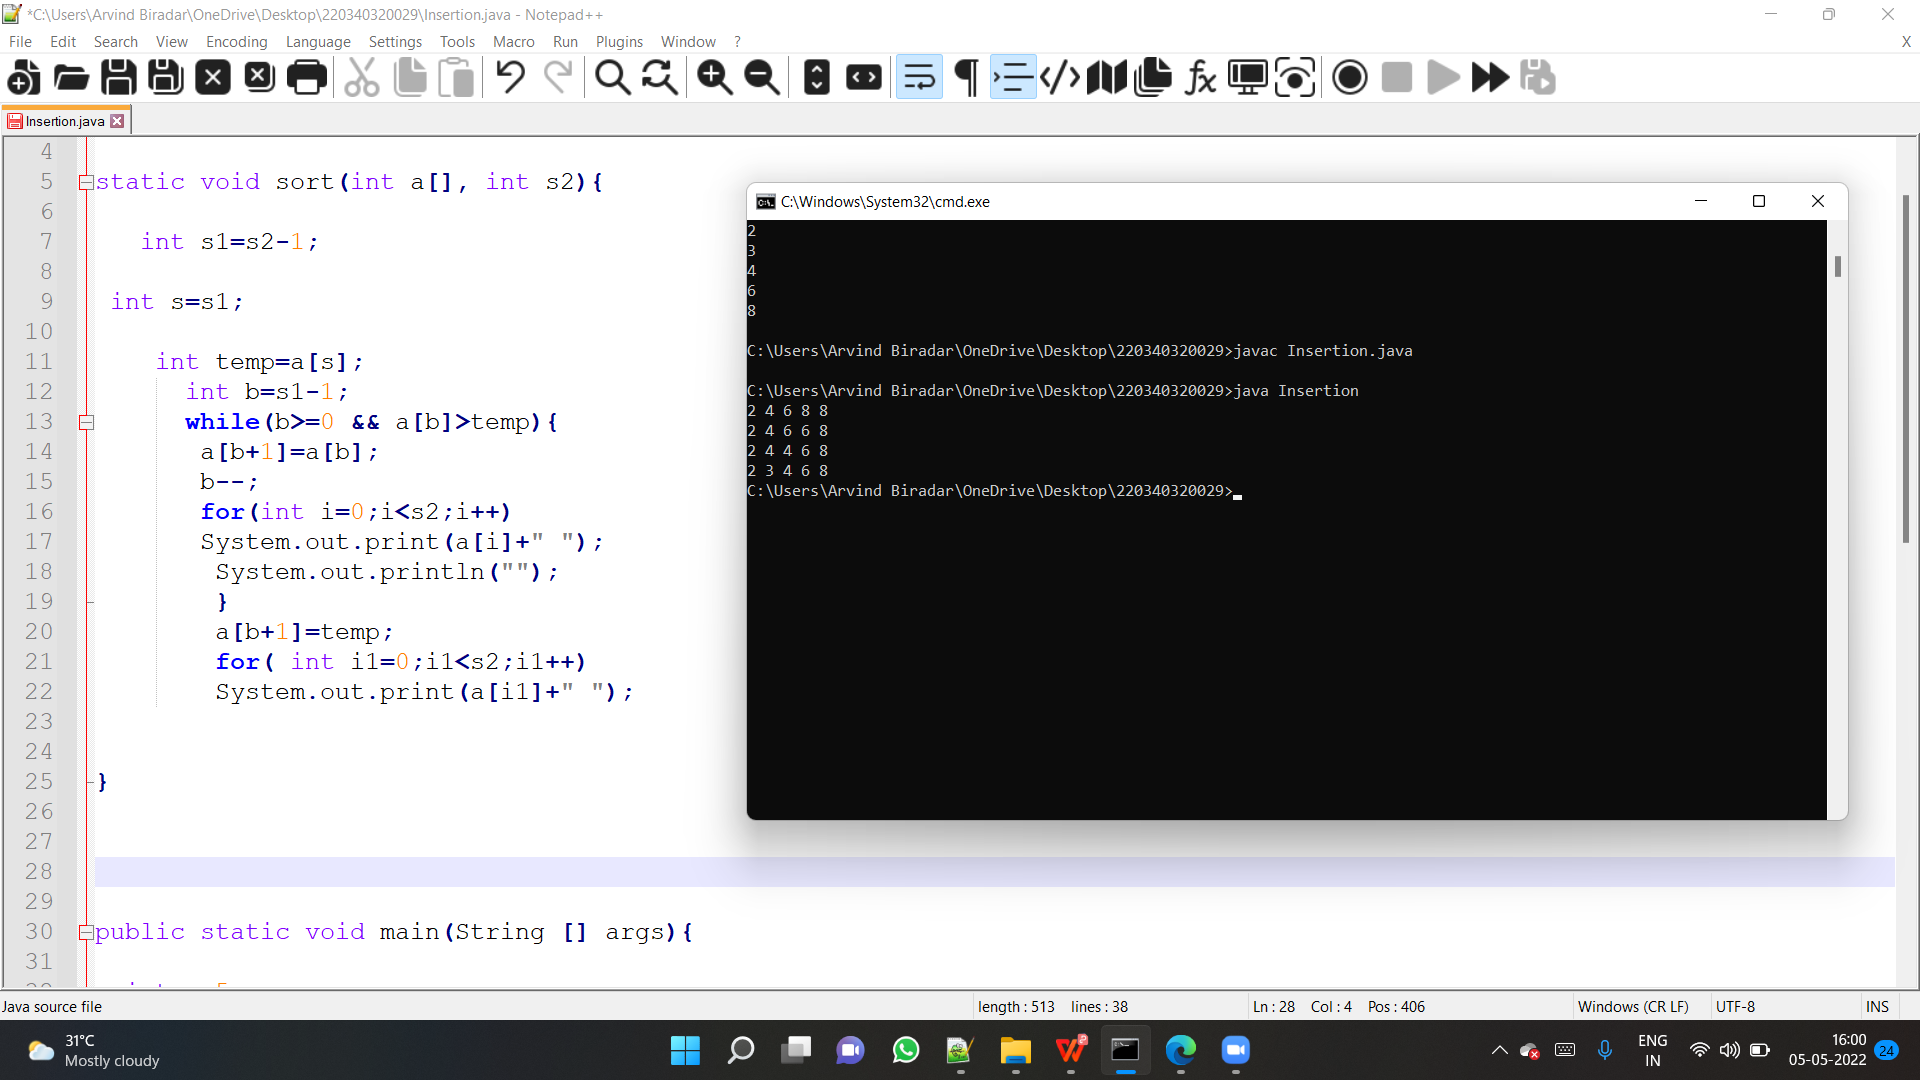 *C:\Users\Arvind Biradar\OneDrive\Desktop\220340320029\Insertion.java - Notepad++
File Edit Search View Encoding Language Settings Tools Macro Run Plugins Window ? X
Insertion.java
4
5 static void sort(int a[], int s2){
6
7 int s1=s2-1;
8
9 int s=s1;
10
11 int temp=a[s];
12 int b=s1-1;
13 while(b>=0 && a[b]>temp){
14 a[b+1]=a[b];
15 b--;
16 for(int i=0;i<s2;i++)
17 System.out.print(a[i]+" ");
18 System.out.println("");
19 }
20 a[b+1]=temp;
21 for( int i1=0;i1<s2;i1++)
22 System.out.print(a[i1]+" ");
23
24
25 }
26
27
28
29
30 public static void main(String [] args){
31
C:\Windows\System32\cmd.exe
2
3
4
6
8
C:\Users\Arvind Biradar\OneDrive\Desktop\220340320029>javac Insertion.java
C:\Users\Arvind Biradar\OneDrive\Desktop\220340320029>java Insertion
2 4 6 8 8
2 4 6 6 8
2 4 4 6 8
2 3 4 6 8
C:\Users\Arvind Biradar\OneDrive\Desktop\220340320029>
Java source file length : 513 lines : 38 Ln : 28 Col : 4 Pos : 406 Windows (CR LF) UTF-8 INS
31°C
Mostly cloudy
ENG
IN
16:00
05-05-2022
24